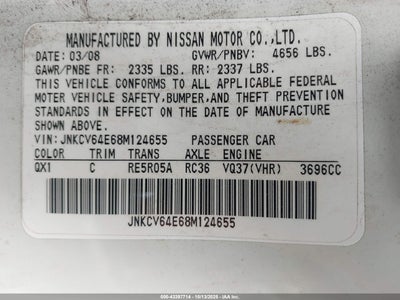 MANUFACTURED BY NISSAN MOTOR CO.,LTD.
DATE: 03/08 GVWR/PNBV: 4656 LBS.
GAWR/PNBE FR: 2335 LBS. RR: 2337 LBS.
THIS VEHICLE CONFORMS TO ALL APPLICABLE FEDERAL
MOTOR VEHICLE SAFETY, BUMPER, AND THEFT PREVENTION
STANDARDS IN EFFECT ON THE DATE OF MANUFACTURE
SHOWN ABOVE.
VIN: JNKCV64E68M124655 PASSENGER CAR
COLOR TRIM TRANS AXLE ENGINE
QX1 C RE5R05A RC36 VQ37(VHR) 3696CC
JNKCV64E68M124655